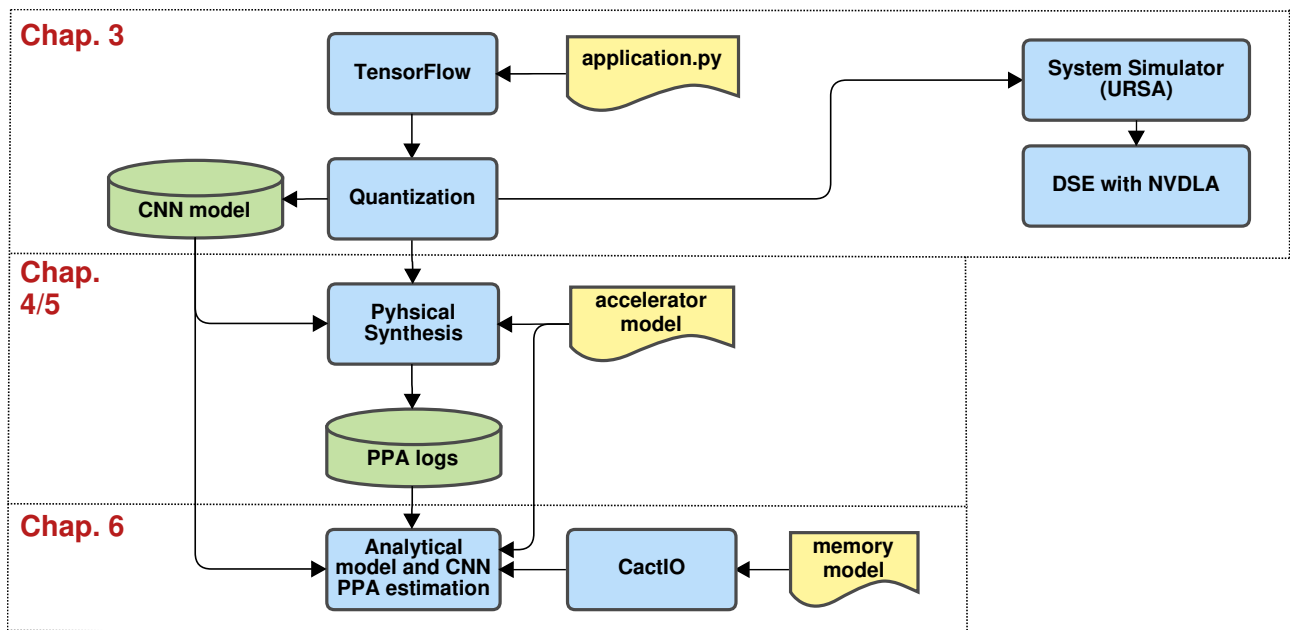 Chap. 3
TensorFlow
application.py
System Simulator
(URSA)
CNN model
Quantization
DSE with NVDLA
Chap.
4/5
Pyhsical
Synthesis
accelerator
model
PPA logs
Chap. 6
Analytical
model and CNN
PPA estimation
CactIO
memory
model